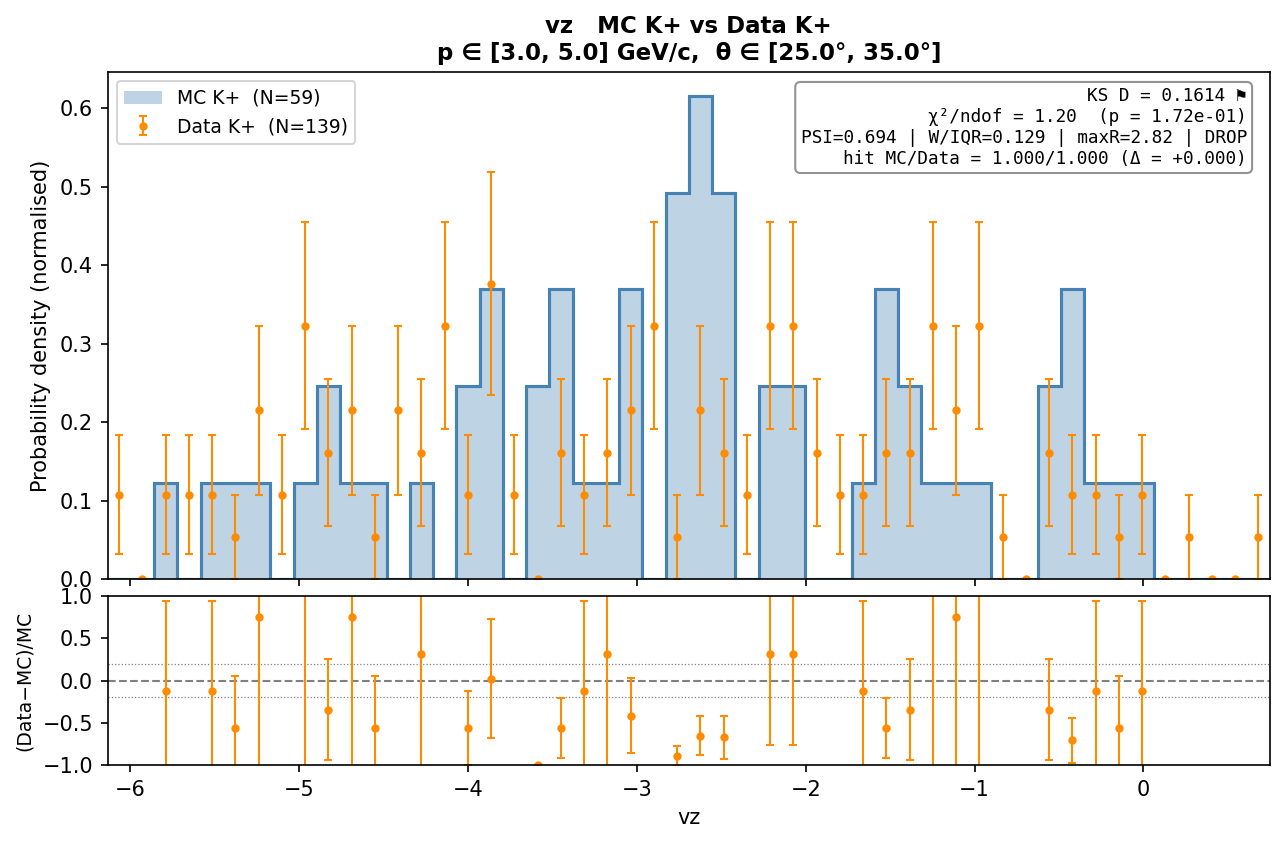 vz   MC K+ vs Data K+
p ∈ [3.0, 5.0] GeV/c,  θ ∈ [25.0°, 35.0°]
MC K+  (N=59)
Data K+  (N=139)
KS D = 0.1614 ⚑
χ²/ndof = 1.20  (p = 1.72e-01)
PSI=0.694 | W/IQR=0.129 | maxR=2.82 | DROP
hit MC/Data = 1.000/1.000 (Δ = +0.000)
Probability density (normalised)
0.6
0.5
0.4
0.3
0.2
0.1
0.0
(Data−MC)/MC
1.0
0.5
0.0
−0.5
−1.0
−6 −5 −4 −3 −2 −1 0
vz